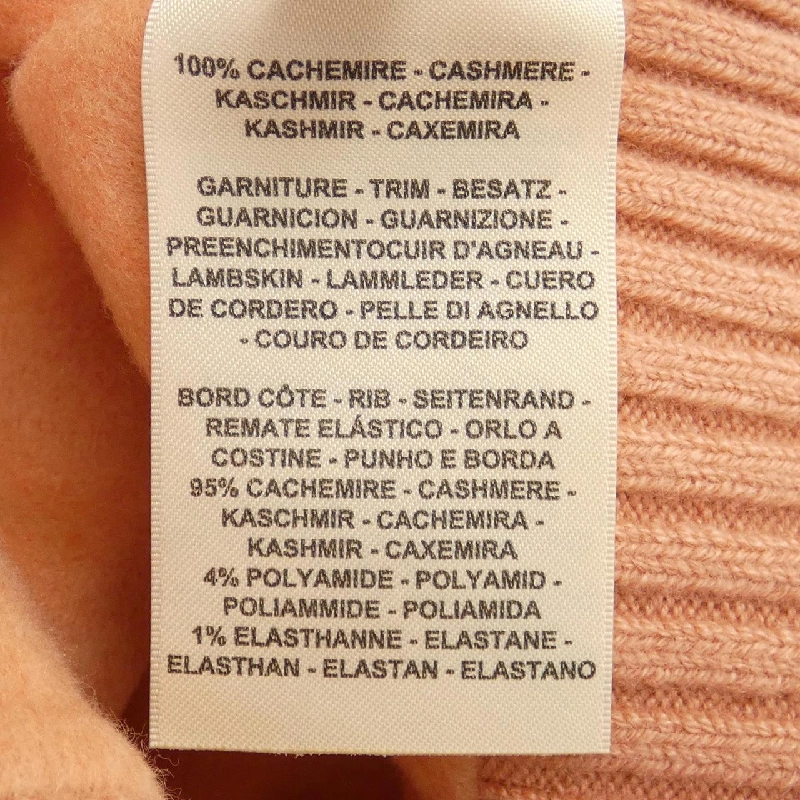 100% CACHEMIRE - CASHMERE -
KASCHMIR - CACHEMIRA -
KASHMIR - CAXEMIRA
GARNITURE - TRIM - BESATZ -
GUARNICION - GUARNIZIONE -
PREENCHIMENTOCUIR D'AGNEAU -
LAMBSKIN - LAMMLEDER - CUERO
DE CORDERO - PELLE DI AGNELLO
- COURO DE CORDEIRO
BORD CÔTE - RIB - SEITENRAND -
REMATE ELÁSTICO - ORLO A
COSTINE - PUNHO E BORDA
95% CACHEMIRE - CASHMERE -
KASCHMIR - CACHEMIRA -
KASHMIR - CAXEMIRA
4% POLYAMIDE - POLYAMID -
POLIAMMIDE - POLIAMIDA
1% ELASTHANNE - ELASTANE -
ELASTHAN - ELASTAN - ELASTANO